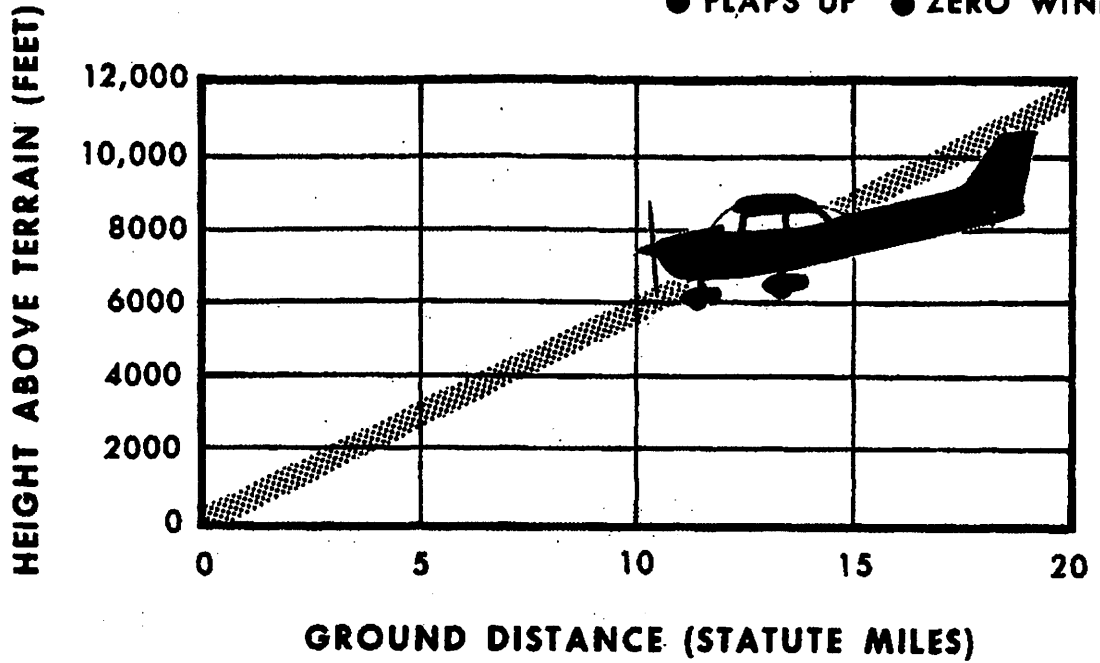 FLAPS UP ● ZERO
HEIGHT ABOVE TERRAIN (FEET)
12,000
10,000
8000
6000
4000
2000
0
0 5 10 15 20
GROUND DISTANCE (STATUTE MILES)